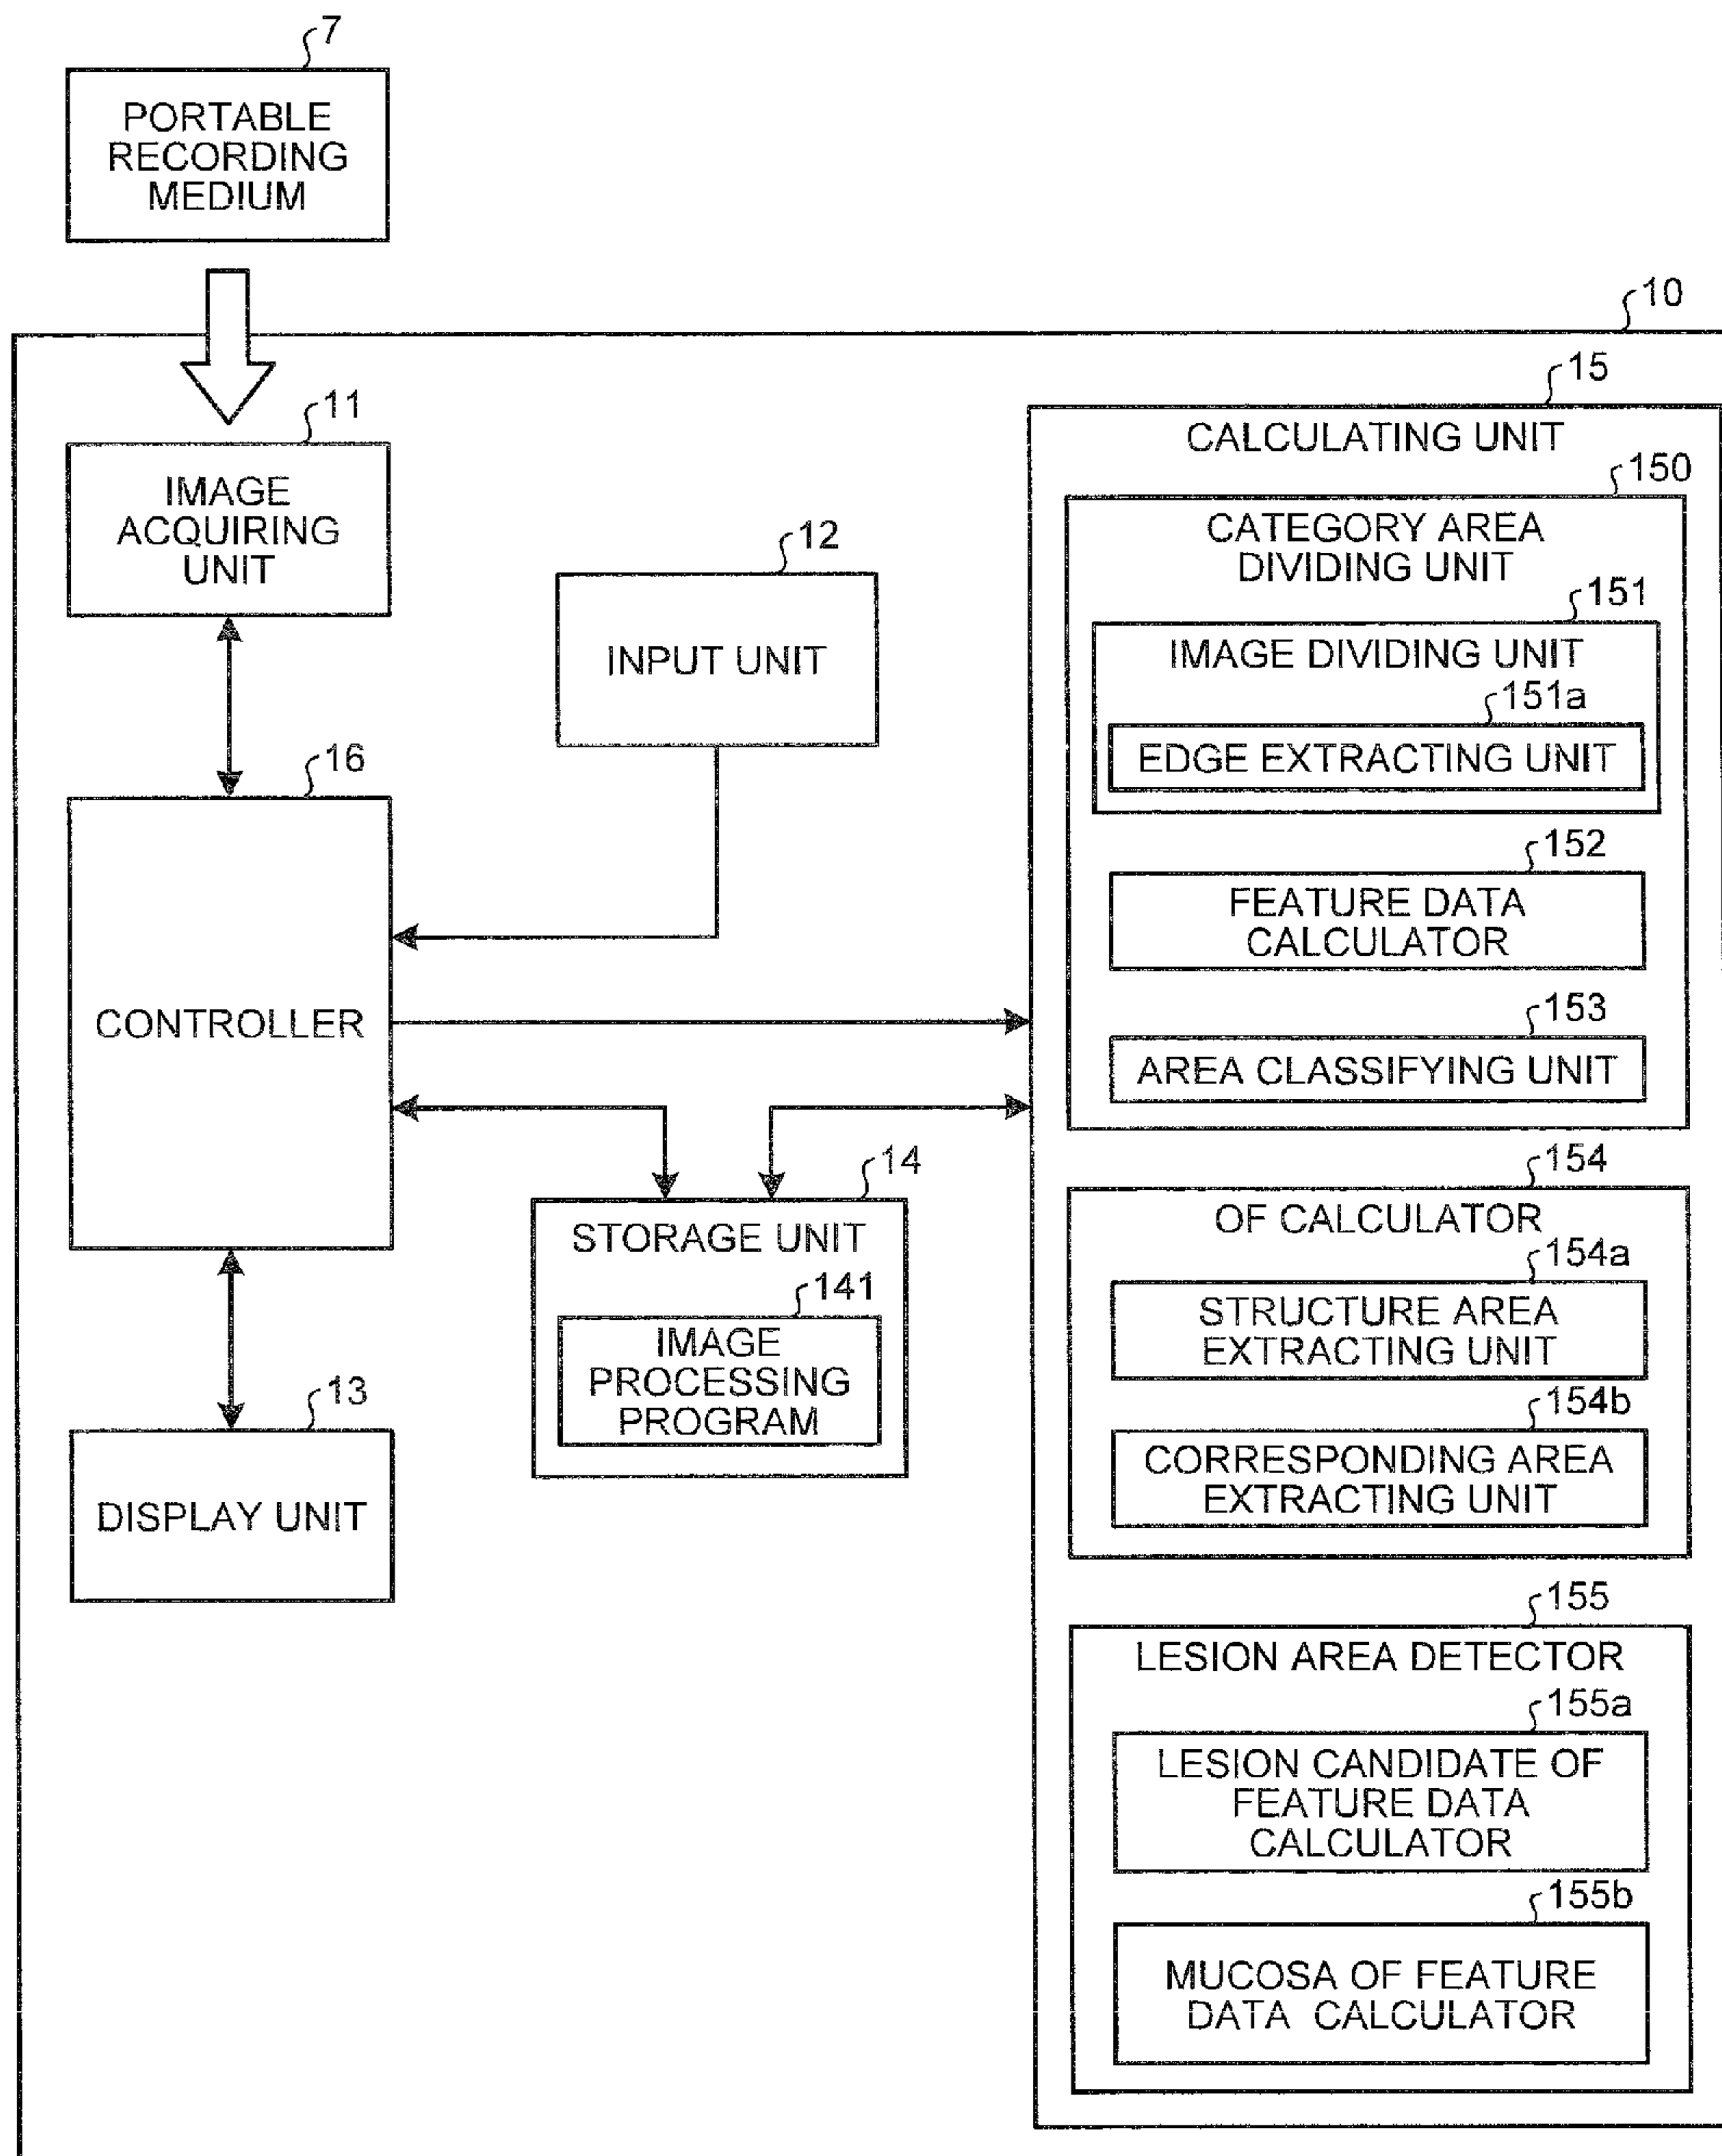 7
PORTABLE
RECORDING
MEDIUM
10
11
IMAGE
ACQUIRING
UNIT
12
INPUT UNIT
16
CONTROLLER
13
DISPLAY UNIT
14
STORAGE UNIT
141
IMAGE
PROCESSING
PROGRAM
15
CALCULATING UNIT
150
CATEGORY AREA
DIVIDING UNIT
151
IMAGE DIVIDING UNIT
151a
EDGE EXTRACTING UNIT
152
FEATURE DATA
CALCULATOR
153
AREA CLASSIFYING UNIT
154
OF CALCULATOR
154a
STRUCTURE AREA
EXTRACTING UNIT
154b
CORRESPONDING AREA
EXTRACTING UNIT
155
LESION AREA DETECTOR
155a
LESION CANDIDATE OF
FEATURE DATA
CALCULATOR
155b
MUCOSA OF FEATURE
DATA CALCULATOR